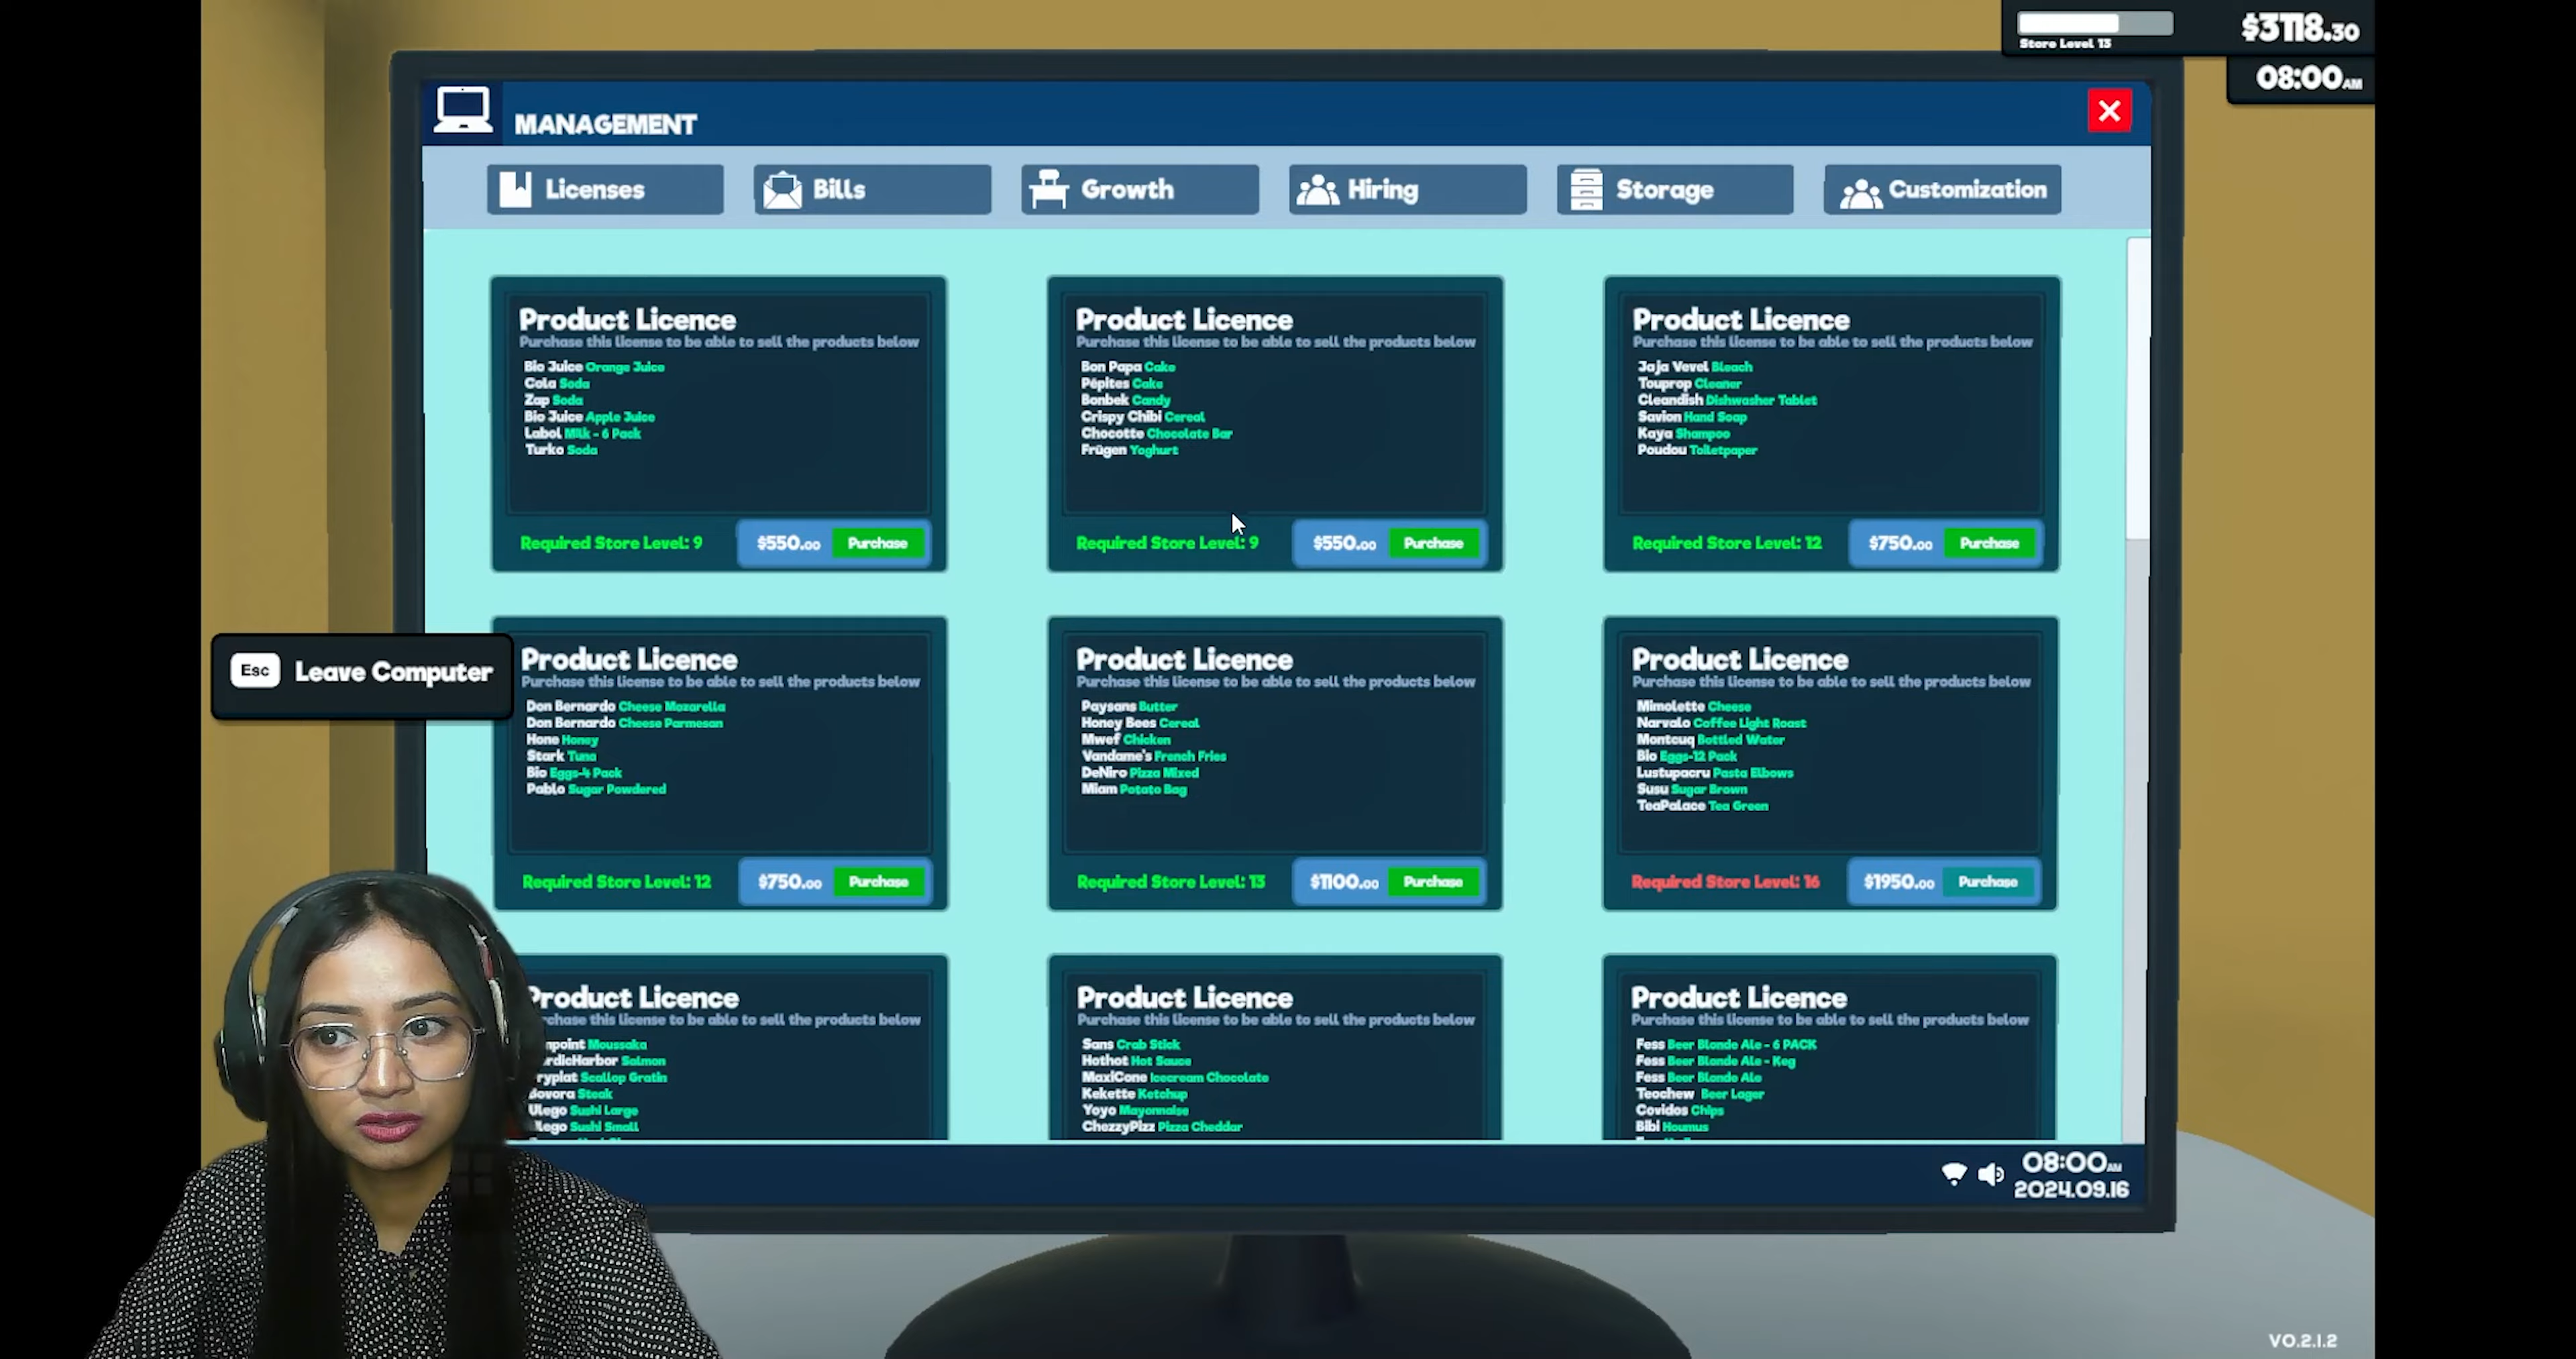 $3118.30
Store Level 13
08:00AM
MANAGEMENT
Licenses
Bills
Growth
Hiring
Storage
Customization
Product Licence
Purchase this license to be able to sell the products below
Bio Juice Orange Juice
Cola Soda
Zap Soda
Bio Juice Apple Juice
Labol Milk - 6 Pack
Turko Soda
Required Store Level: 9
$550.00
Purchase
Product Licence
Purchase this license to be able to sell the products below
Bon Papa Cake
Pépites Cake
Bonbek Candy
Crispy Chibi Cereal
Chocotte Chocolate Bar
Frügen Yoghurt
Required Store Level: 9
$550.00
Purchase
Product Licence
Purchase this license to be able to sell the products below
Jaja Vevel Bleach
Touprop Cleaner
Cleandish Dishwasher Tablet
Savion Hand Soap
Kaya Shampoo
Poudou Toiletpaper
Required Store Level: 12
$750.00
Purchase
Esc Leave Computer
Product Licence
Purchase this license to be able to sell the products below
Don Bernardo Cheese Mozarella
Don Bernardo Cheese Parmesan
Hone Honey
Stark Tuna
Bio Eggs-4 Pack
Pablo Sugar Powdered
Required Store Level: 12
$750.00
Purchase
Product Licence
Purchase this license to be able to sell the products below
Paysans Butter
Honey Bees Cereal
Mwef Chicken
Vandame's French Fries
DeNiro Pizza Mixed
Miam Potato Bag
Required Store Level: 13
$1100.00
Purchase
Product Licence
Purchase this license to be able to sell the products below
Mimolette Cheese
Narvalo Coffee Light Roast
Montcuq Bottled Water
Bio Eggs-12 Pack
Lustupacru Pasta Elbows
Susu Sugar Brown
TeaPalace Tea Green
Required Store Level: 16
$1950.00
Purchase
Product Licence
this license to be able to sell the products below
Moussaka
Salmon
Scallop Gratin
Bovora Steak
Ulego Sushi Large
Sushi Small
Product Licence
Purchase this license to be able to sell the products below
Sans Crab Stick
Hothot Hot Sauce
MaxiCone Icecream Chocolate
Kekette Ketchup
Yoyo Mayonnaise
ChezzyPizz Pizza Cheddar
Product Licence
Purchase this license to be able to sell the products below
Fess Beer Blonde Ale - 6 PACK
Fess Beer Blonde Ale - Keg
Fess Beer Blonde Ale
Teochew Beer Lager
Covidos Chips
Bibi Houmus
08:00AM
2024.09.16
V0.2.1.2